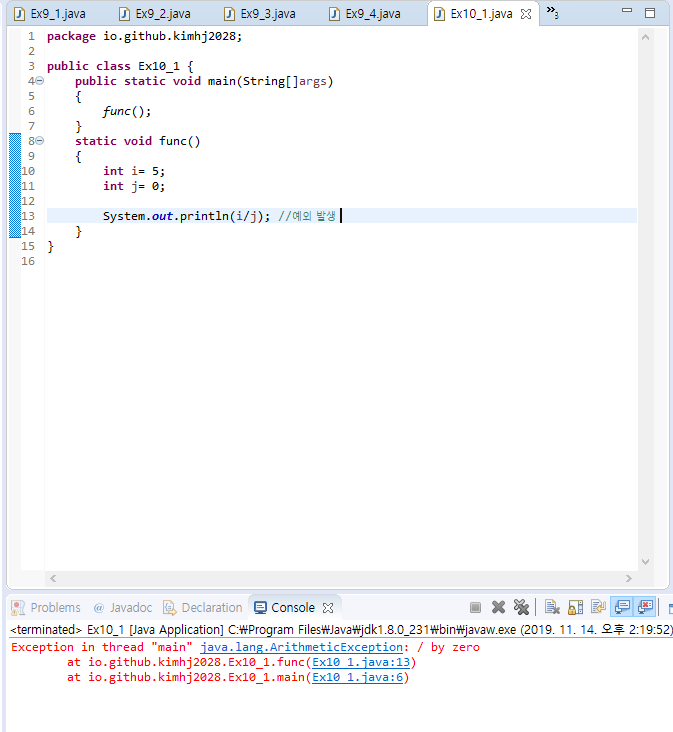 Ex9_1.java Ex9_2.java Ex9_3.java Ex9_4.java Ex10_1.java »3
1 package io.github.kimhj2028;
2
3 public class Ex10_1 {
4 public static void main(String[]args)
5 {
6 func();
7 }
8 static void func()
9 {
10 int i= 5;
11 int j= 0;
12
13 System.out.println(i/j); //예외 발생
14 }
15 }
16
Problems @ Javadoc Declaration Console
<terminated> Ex10_1 [Java Application] C:₩Program Files₩Java₩jdk1.8.0_231₩bin₩javaw.exe (2019. 11. 14. 오후 2:19:52)
Exception in thread "main" java.lang.ArithmeticException: / by zero
at io.github.kimhj2028.Ex10_1.func(Ex10_1.java:13)
at io.github.kimhj2028.Ex10_1.main(Ex10_1.java:6)